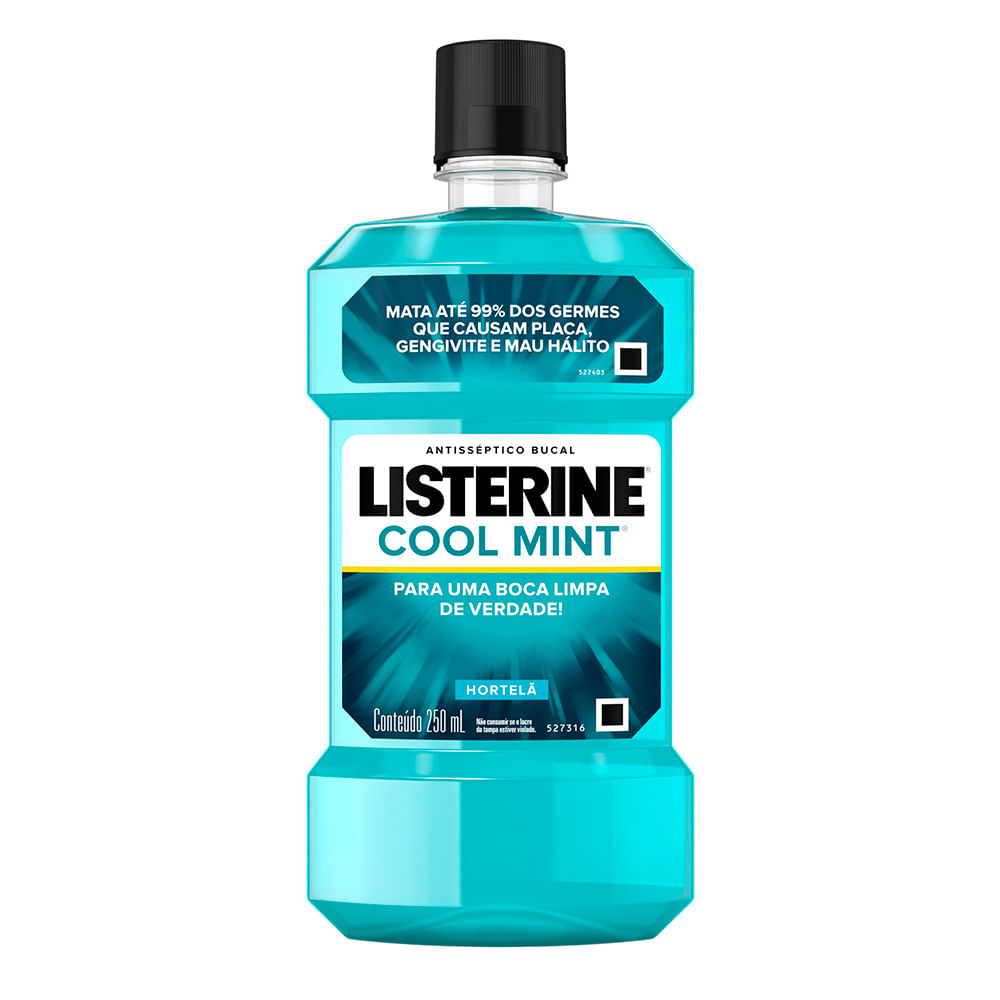 MATA ATÉ 99% DOS GERMES
QUE CAUSAM PLACA,
GENGIVITE E MAU HÁLITO
527403
ANTISSÉPTICO BUCAL
LISTERINE®
COOL MINT®
PARA UMA BOCA LIMPA
DE VERDADE!
HORTELÃ
Conteúdo 250 mL
Não consumir se o lacre
da tampa estiver violado.
527316